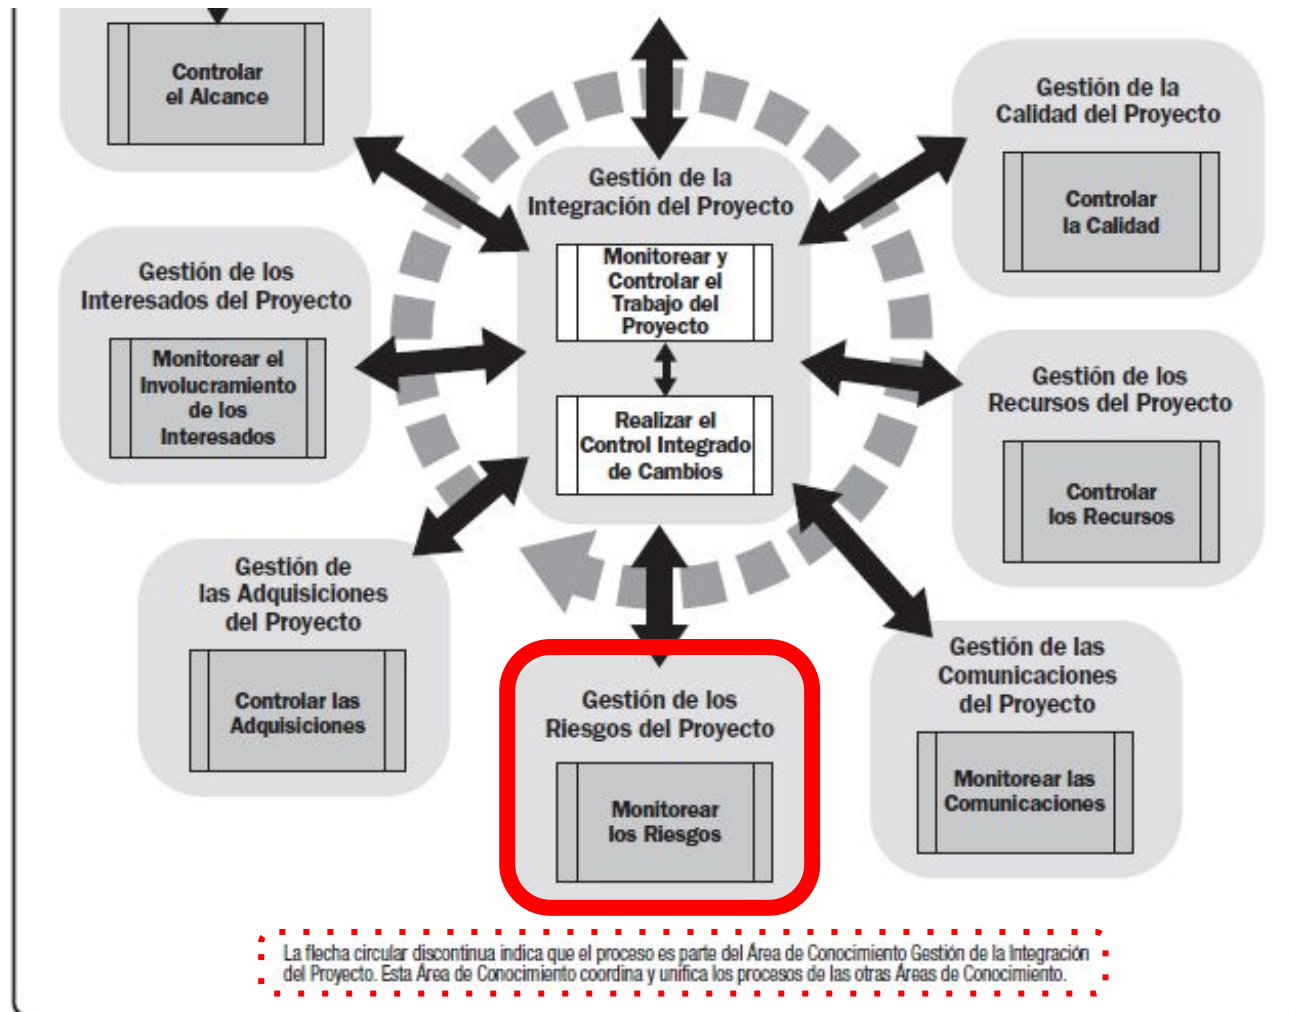 Controlar
el Alcance
Gestión de la
Calidad del Proyecto
Controlar
la Calidad
Gestión de la
Integración del Proyecto
Monitorear y
Controlar el
Trabajo del
Proyecto
Realizar el
Control Integrado
de Cambios
Gestión de los
Interesados del Proyecto
Monitorear el
Involucramiento
de los
Interesados
Gestión de los
Recursos del Proyecto
Controlar
los Recursos
Gestión de
las Adquisiciones
del Proyecto
Controlar las
Adquisiciones
Gestión de los
Riesgos del Proyecto
Monitorear
los Riesgos
Gestión de las
Comunicaciones
del Proyecto
Monitorear las
Comunicaciones
La flecha circular discontinua indica que el proceso es parte del Área de Conocimiento Gestión de la Integración
del Proyecto. Esta Área de Conocimiento coordina y unifica los procesos de las otras Áreas de Conocimiento.